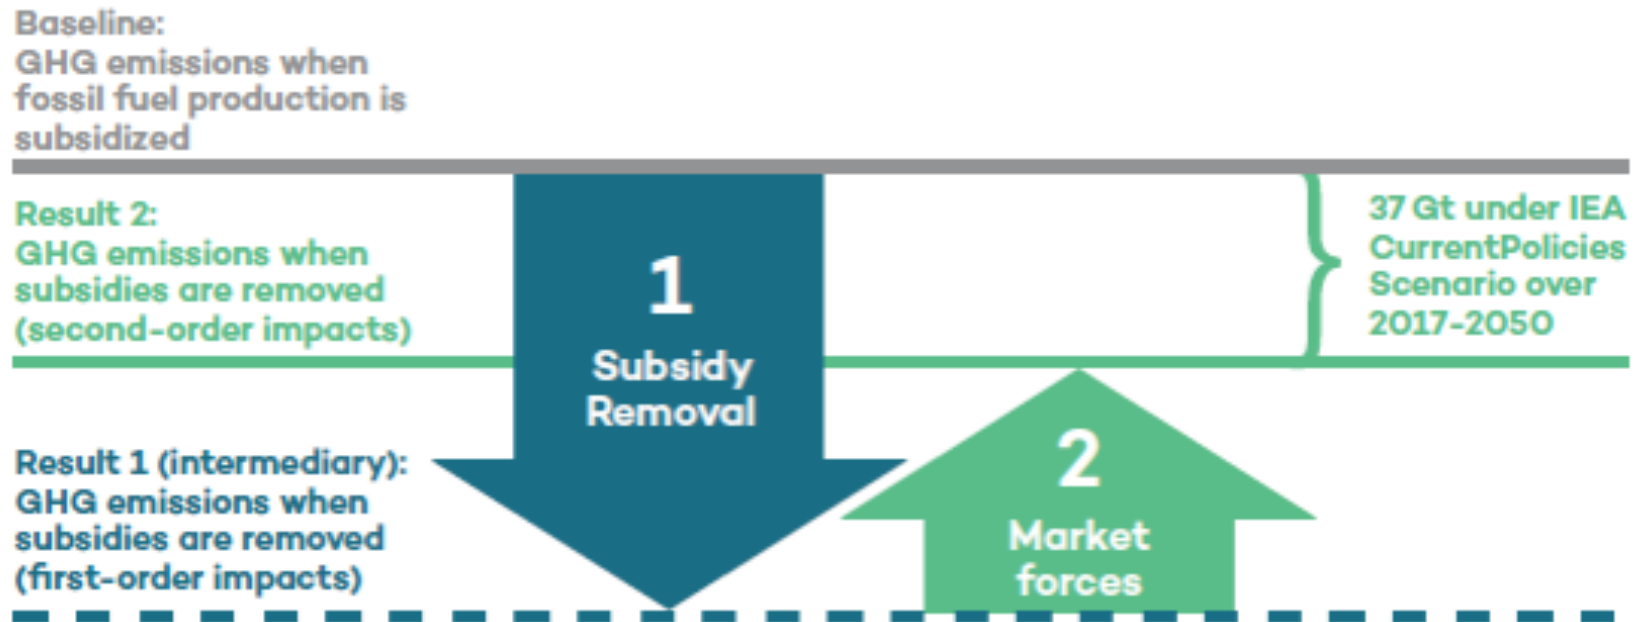 Baseline:
GHG emissions when
fossil fuel production is
subsidized
Result 2:
GHG emissions when
subsidies are removed
(second-order impacts)
1
Subsidy
Removal
37 Gt under IEA
CurrentPolicies
Scenario over
2017-2050
Result 1 (intermediary):
GHG emissions when
subsidies are removed
(first-order impacts)
2
Market
forces